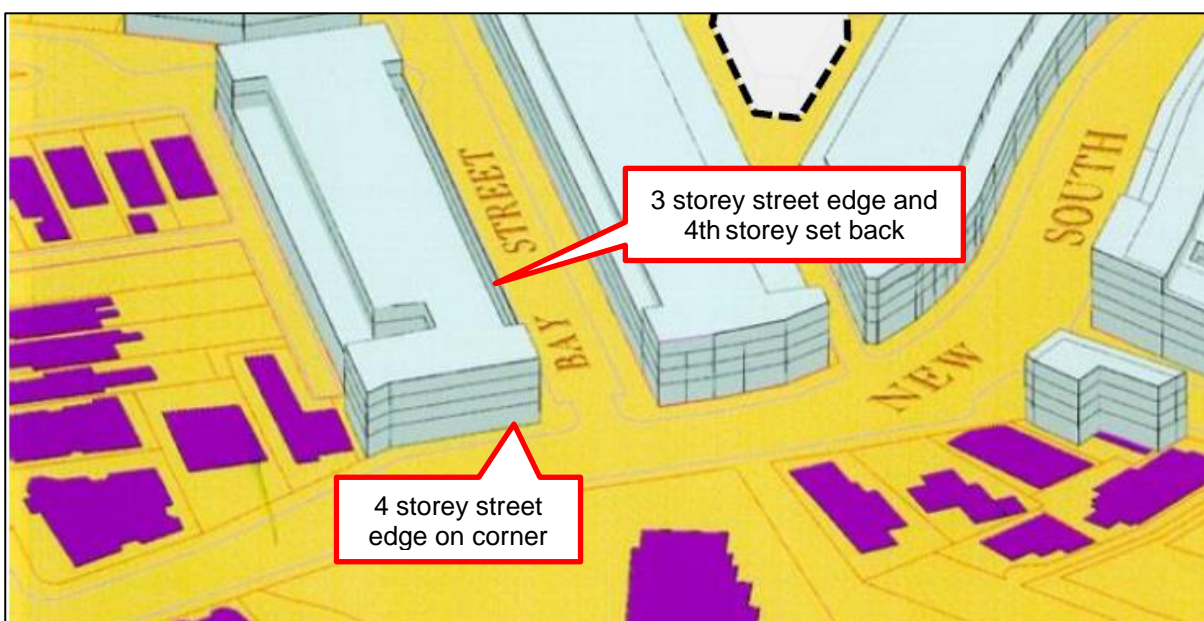 STREET
BAY
3 storey street edge and
4th storey set back
SOUTH
NEW
4 storey street
edge on corner